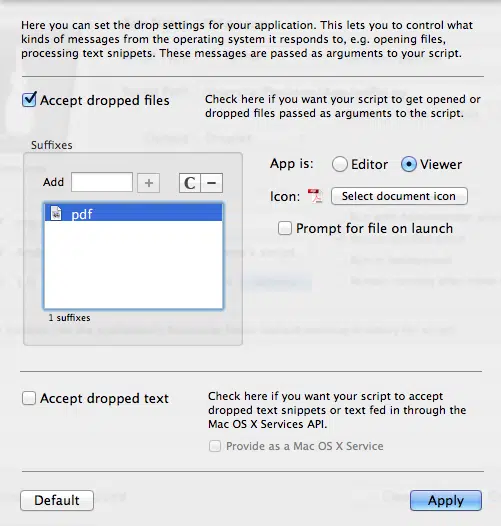 Here you can set the drop settings for your application. This lets you to control what
kinds of messages from the operating system it responds to, e.g. opening files,
processing text snippets. These messages are passed as arguments to your script.
Accept dropped files
Check here if you want your script to get opened or
dropped files passed as arguments to the script.
Suffixes
Add
+
C
−
pdf
1 suffixes
App is:
Editor
Viewer
Icon:
Select document icon
Prompt for file on launch
Accept dropped text
Check here if you want your script to accept
dropped text snippets or text fed in through the
Mac OS X Services API.
Provide as a Mac OS X Service
Default
Apply